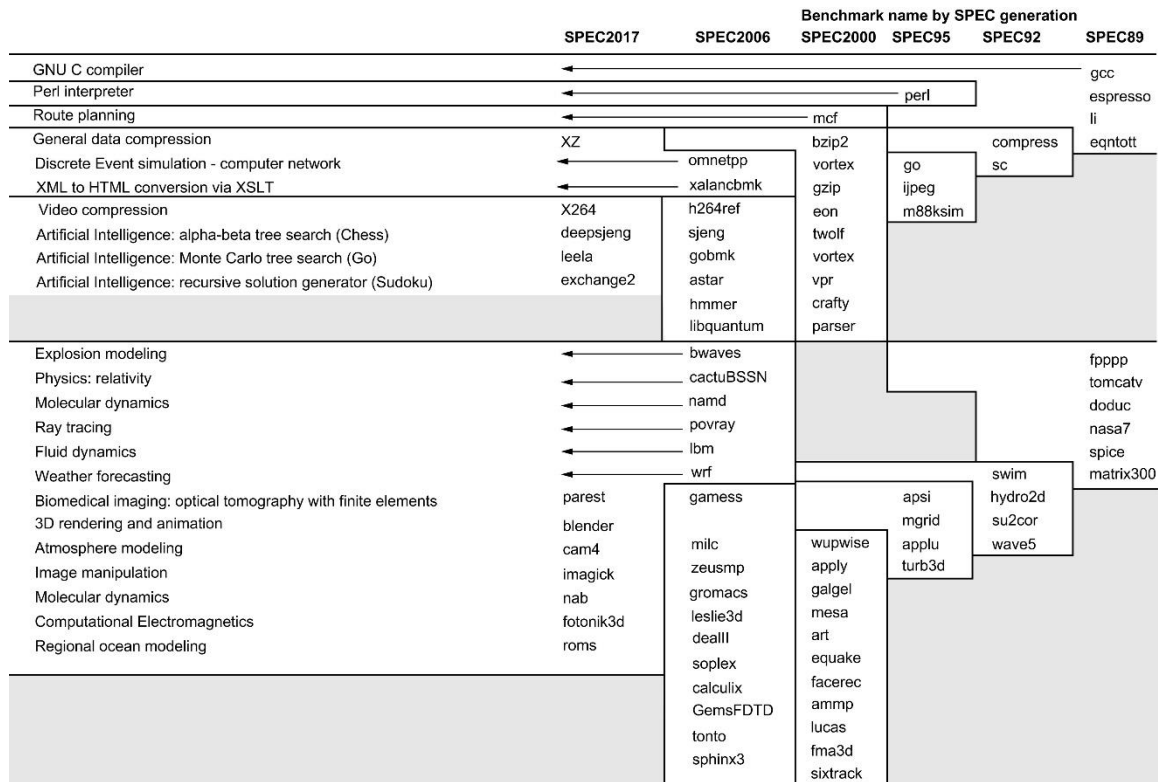 Benchmark name by SPEC generation
SPEC2017 SPEC2006 SPEC2000 SPEC95 SPEC92 SPEC89
GNU C compiler gcc
Perl interpreter perl espresso
Route planning mcf li
General data compression XZ bzip2 compress eqntott
Discrete Event simulation - computer network omnetpp vortex go sc
XML to HTML conversion via XSLT xalancbmk gzip ijpeg
Video compression X264 h264ref eon m88ksim
Artificial Intelligence: alpha-beta tree search (Chess) deepsjeng sjeng twolf
Artificial Intelligence: Monte Carlo tree search (Go) leela gobmk vortex
Artificial Intelligence: recursive solution generator (Sudoku) exchange2 astar vpr
hmmer crafty
libquantum parser
Explosion modeling bwaves fpppp
Physics: relativity cactuBSSN tomcatv
Molecular dynamics namd doduc
Ray tracing povray nasa7
Fluid dynamics lbm spice
Weather forecasting wrf swim matrix300
Biomedical imaging: optical tomography with finite elements parest gamess apsi hydro2d
3D rendering and animation blender mgrid su2cor
Atmosphere modeling cam4 milc wupwise applu wave5
Image manipulation imagick zeusmp apply turb3d
Molecular dynamics nab gromacs galgel
Computational Electromagnetics fotonik3d leslie3d mesa
Regional ocean modeling roms dealII art
soplex equake
calculix facerec
GemsFDTD ammp
tonto lucas
sphinx3 fma3d
sixtrack